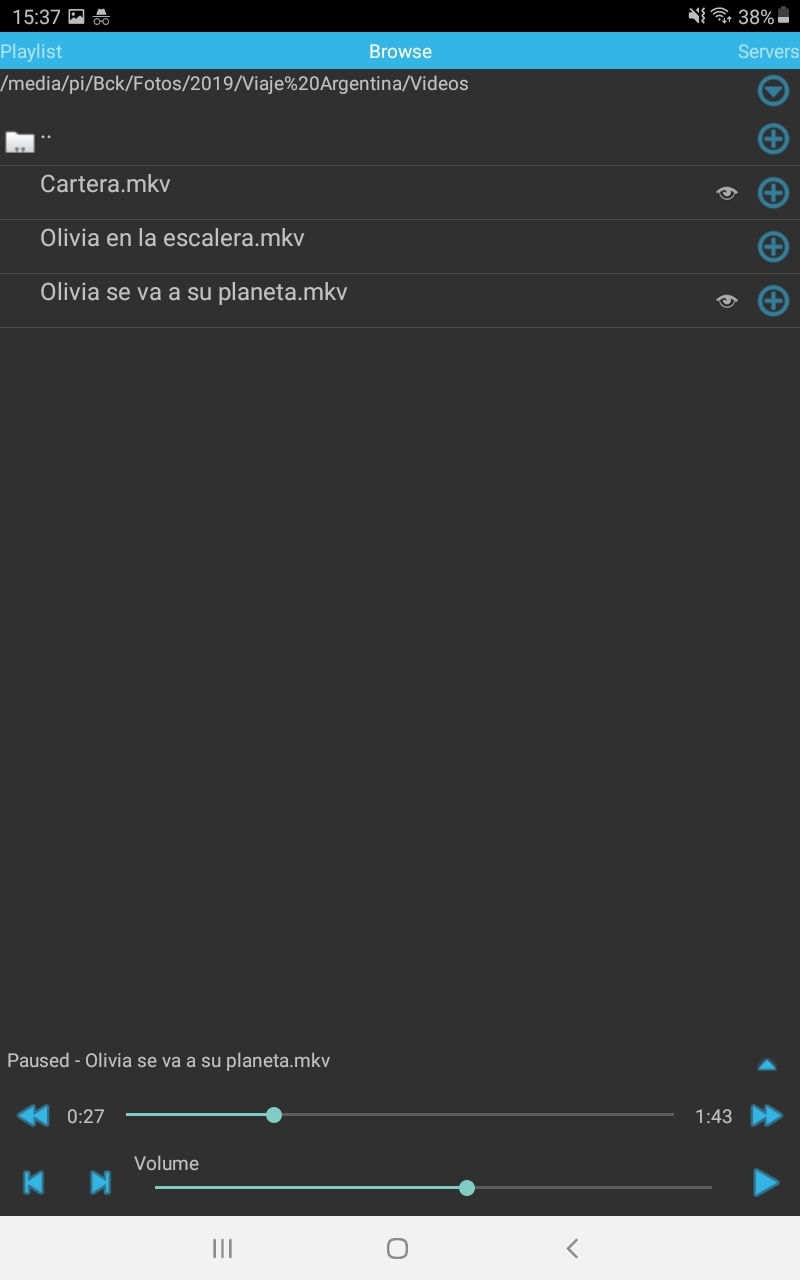 15:37 38%
Playlist Browse Servers
/media/pi/Bck/Fotos/2019/Viaje%20Argentina/Videos
..
Cartera.mkv
Olivia en la escalera.mkv
Olivia se va a su planeta.mkv
Paused - Olivia se va a su planeta.mkv
0:27 1:43
Volume